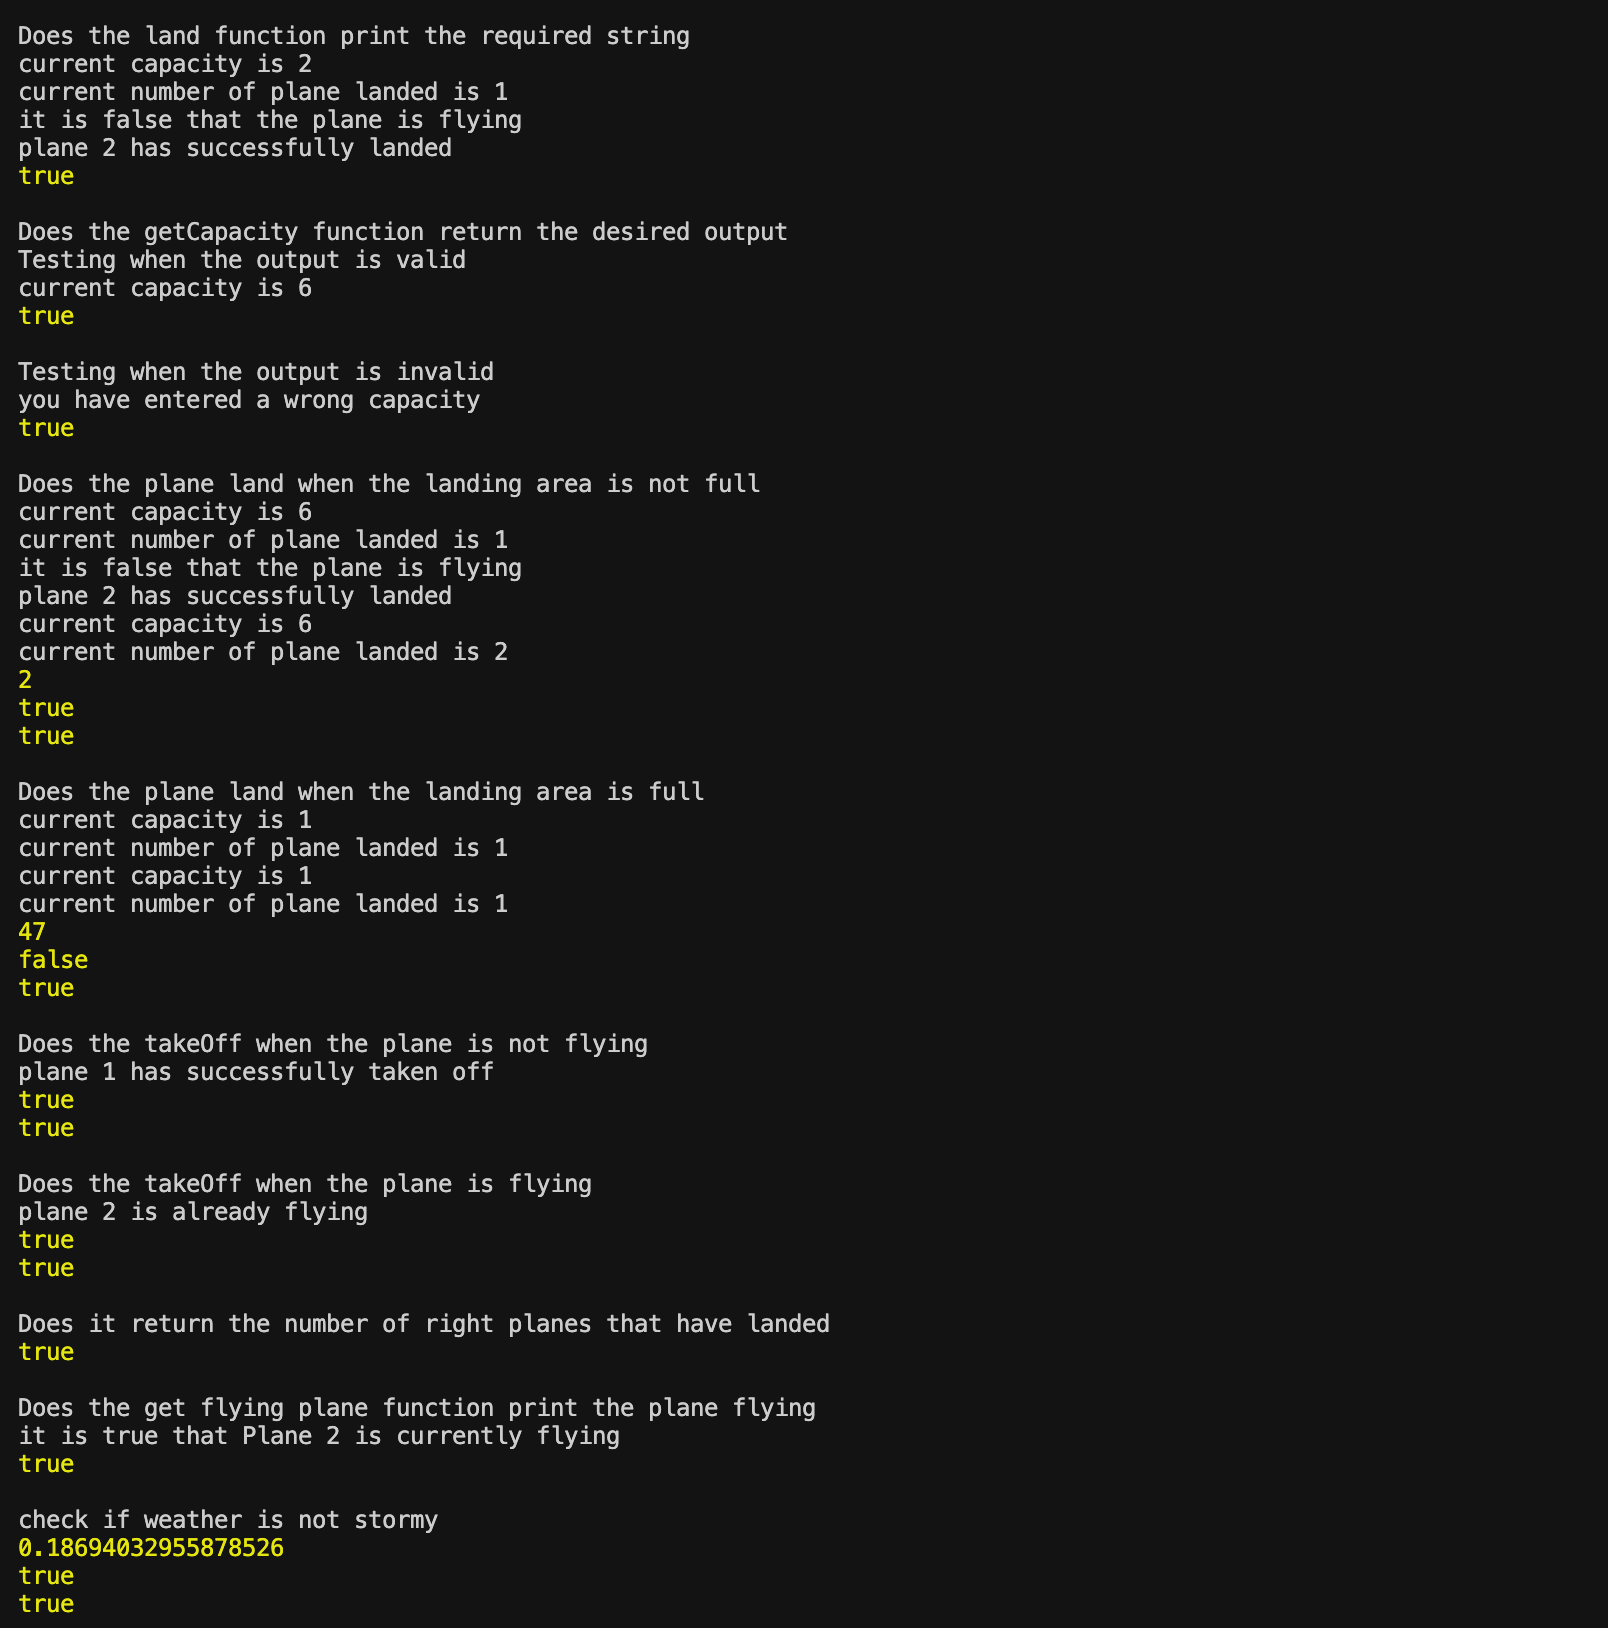 Does the land function print the required string
current capacity is 2
current number of plane landed is 1
it is false that the plane is flying
plane 2 has successfully landed
true
Does the getCapacity function return the desired output
Testing when the output is valid
current capacity is 6
true
Testing when the output is invalid
you have entered a wrong capacity
true
Does the plane land when the landing area is not full
current capacity is 6
current number of plane landed is 1
it is false that the plane is flying
plane 2 has successfully landed
current capacity is 6
current number of plane landed is 2
2
true
true
Does the plane land when the landing area is full
current capacity is 1
current number of plane landed is 1
current capacity is 1
current number of plane landed is 1
47
false
true
Does the takeOff when the plane is not flying
plane 1 has successfully taken off
true
true
Does the takeOff when the plane is flying
plane 2 is already flying
true
true
Does it return the number of right planes that have landed
true
Does the get flying plane function print the plane flying
it is true that Plane 2 is currently flying
true
check if weather is not stormy
0.18694032955878526
true
true